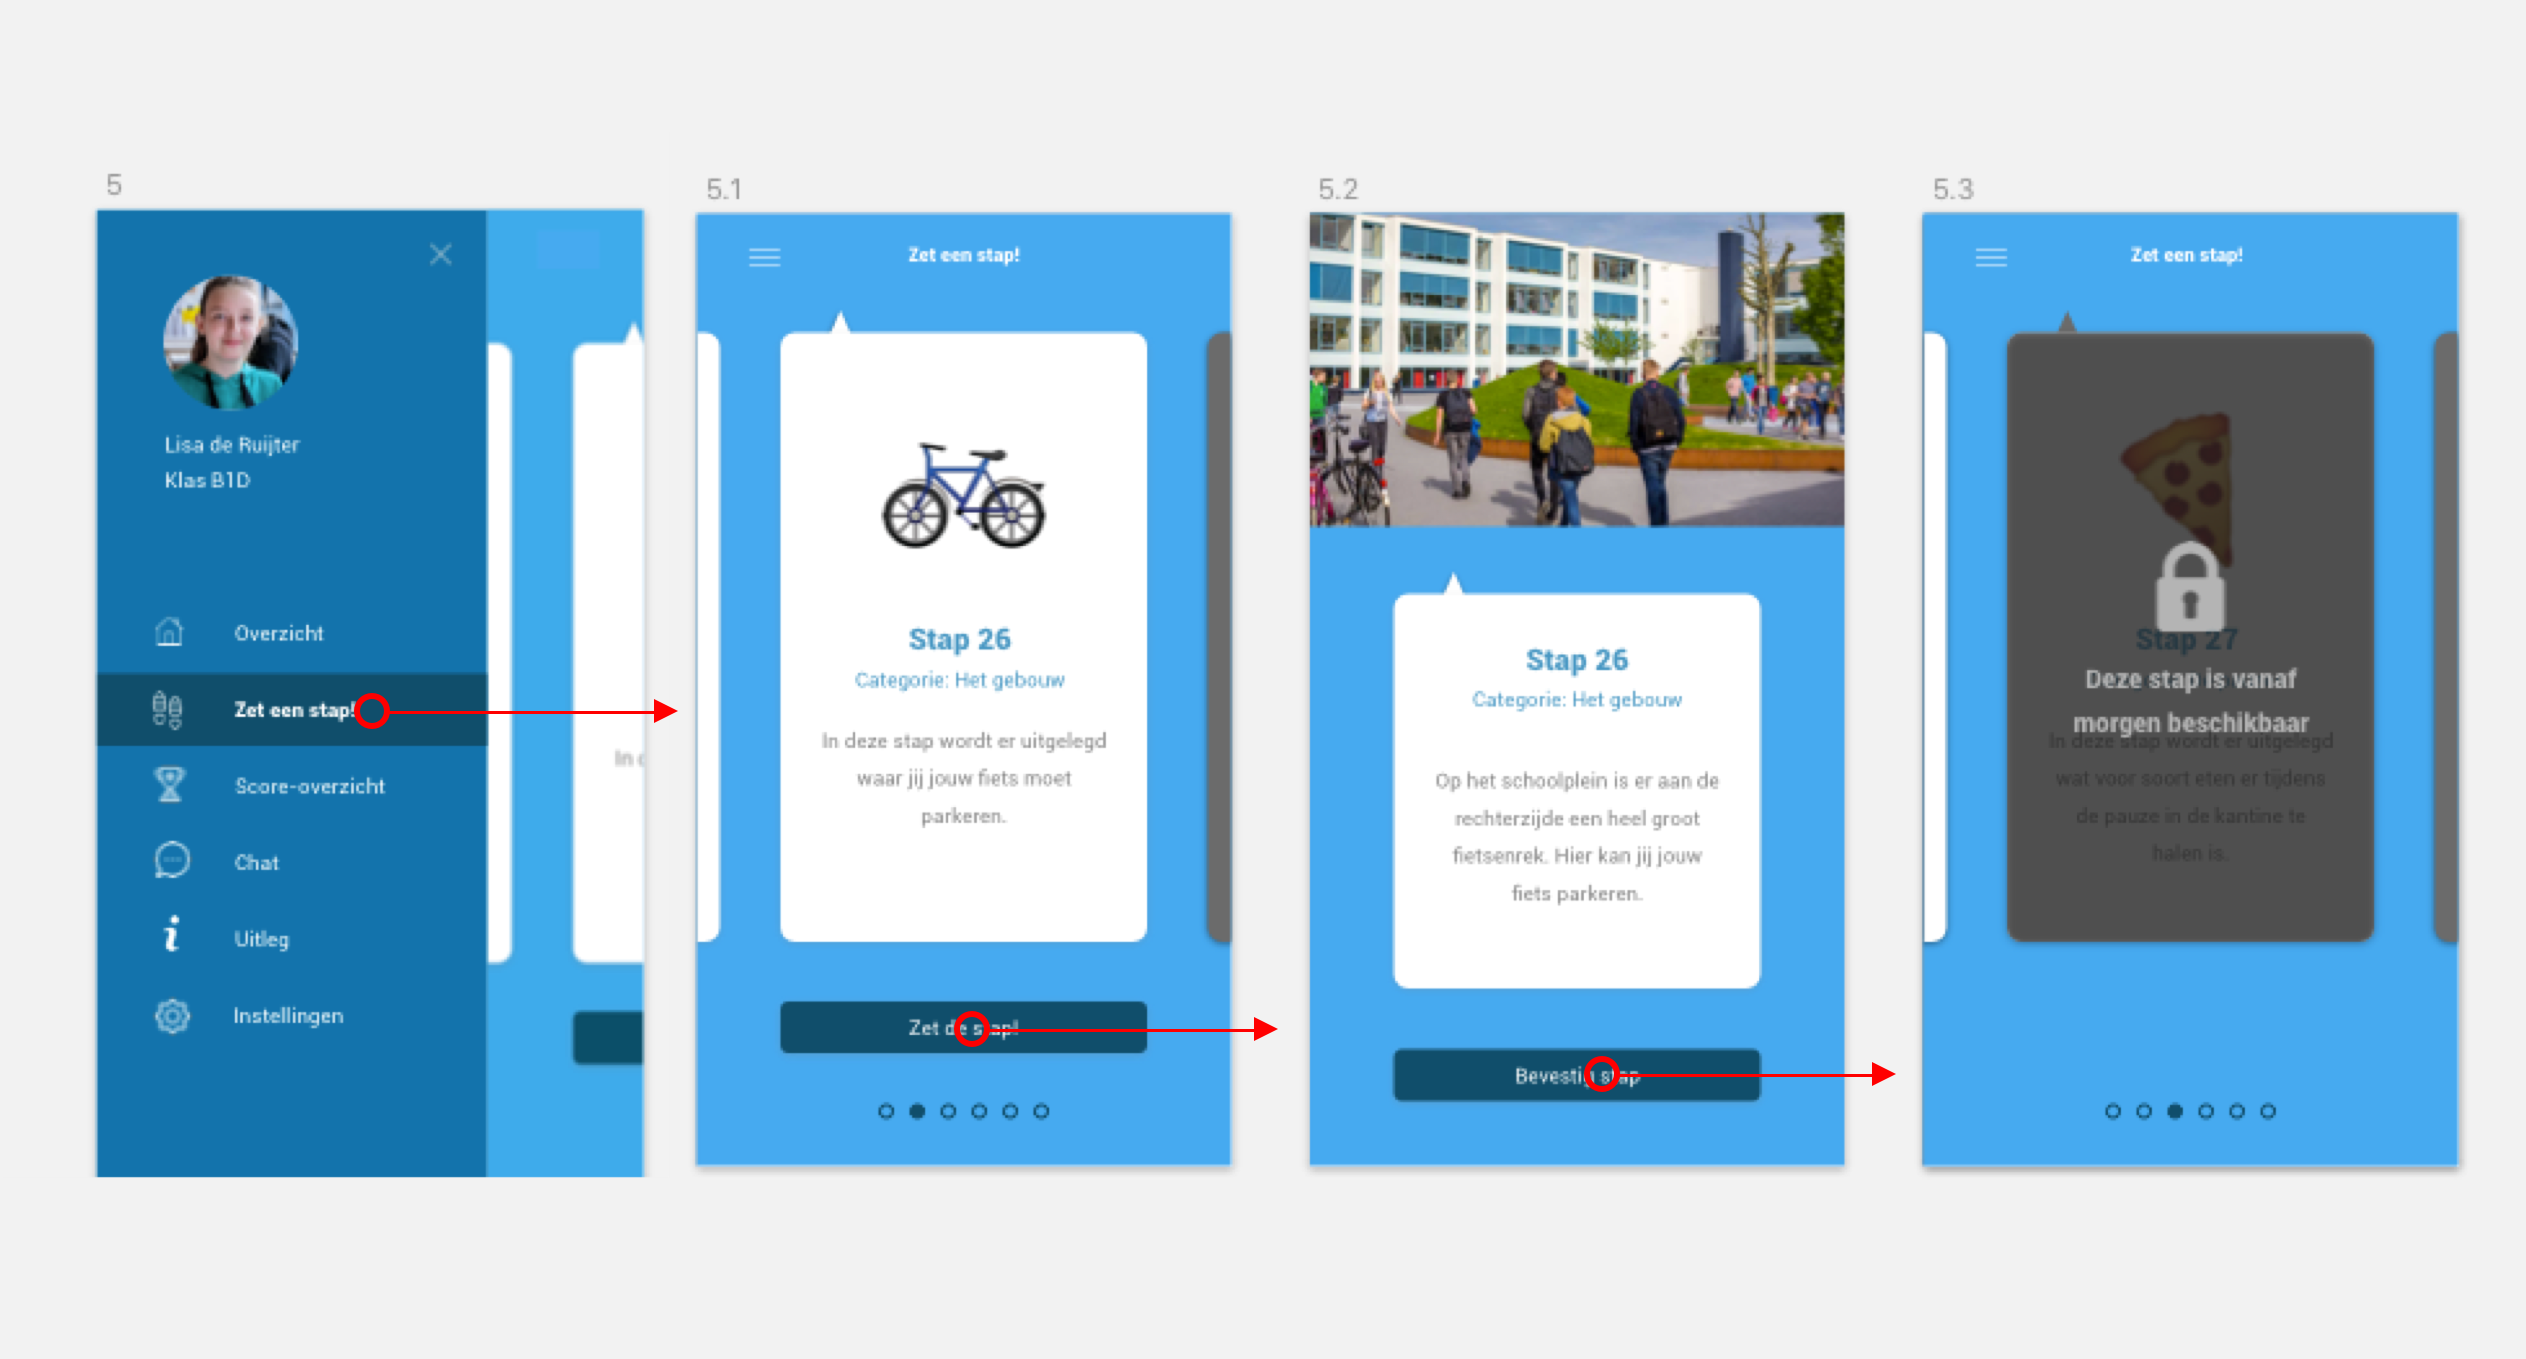 5
Lisa de Ruijter
Klas B1D
Overzicht
Zet een stap!
Score-overzicht
Chat
Uitleg
Instellingen
In
5.1
Zet een stap!
Stap 26
Categorie: Het gebouw
In deze stap wordt er uitgelegd
waar jij jouw fiets moet
parkeren.
Zet de stap!
5.2
Stap 26
Categorie: Het gebouw
Op het schoolplein is er aan de
rechterzijde een heel groot
fietsenrek. Hier kan jij jouw
fiets parkeren.
Bevestig stap
5.3
Zet een stap!
Stap 27
Deze stap is vanaf
morgen beschikbaar
In deze stap wordt er uitgelegd
wat voor soort eten er tijdens
de pauze in de kantine te
halen is.